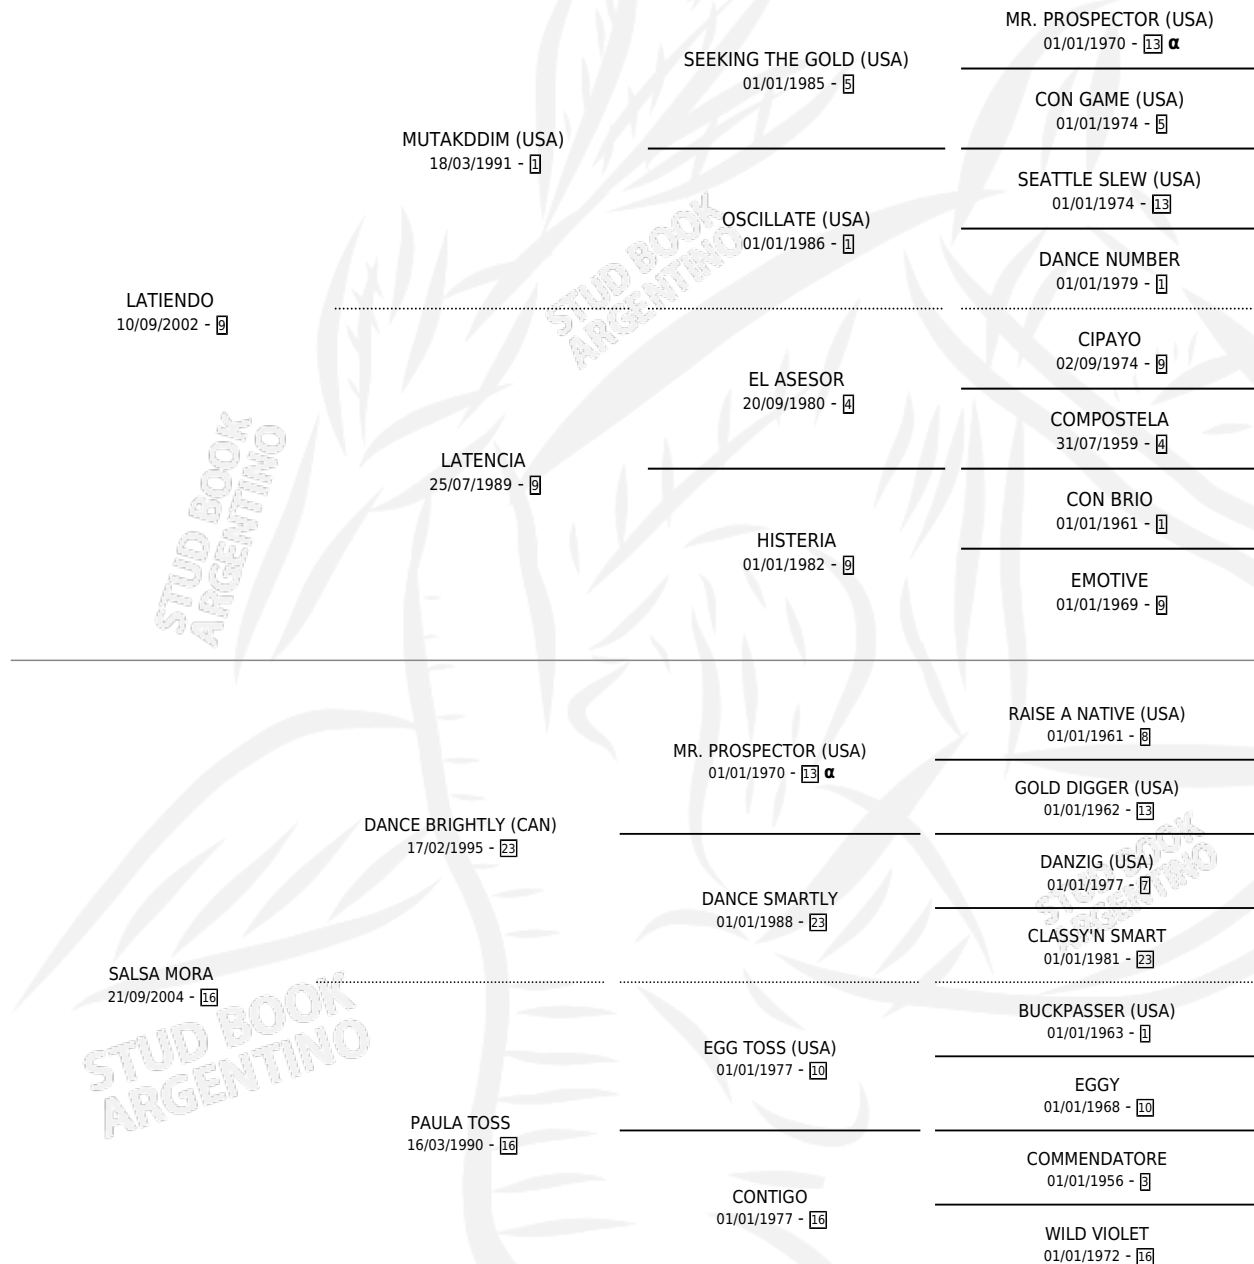 MR. PROSPECTOR (USA)
01/01/1970 - 13 α
SEEKING THE GOLD (USA)
01/01/1985 - 5
CON GAME (USA)
01/01/1974 - 5
MUTAKDDIM (USA)
18/03/1991 - 1
SEATTLE SLEW (USA)
01/01/1974 - 13
OSCILLATE (USA)
01/01/1986 - 1
DANCE NUMBER
01/01/1979 - 1
LATIENDO
10/09/2002 - 9
CIPAYO
02/09/1974 - 9
EL ASESOR
20/09/1980 - 4
COMPOSTELA
31/07/1959 - 4
LATENCIA
25/07/1989 - 9
CON BRIO
01/01/1961 - 1
HISTERIA
01/01/1982 - 9
EMOTIVE
01/01/1969 - 9
RAISE A NATIVE (USA)
01/01/1961 - 8
MR. PROSPECTOR (USA)
01/01/1970 - 13 α
GOLD DIGGER (USA)
01/01/1962 - 13
DANCE BRIGHTLY (CAN)
17/02/1995 - 23
DANZIG (USA)
01/01/1977 - 7
DANCE SMARTLY
01/01/1988 - 23
CLASSY'N SMART
01/01/1981 - 23
SALSA MORA
21/09/2004 - 16
BUCKPASSER (USA)
01/01/1963 - 1
EGG TOSS (USA)
01/01/1977 - 10
EGGY
01/01/1968 - 10
PAULA TOSS
16/03/1990 - 16
COMMENDATORE
01/01/1956 - 3
CONTIGO
01/01/1977 - 16
WILD VIOLET
01/01/1972 - 16
STUD BOOK
ARGENTINO
STUD BOOK
ARGENTINO
STUD BOOK
ARGENTINO
STUD BOOK
ARGENTINO